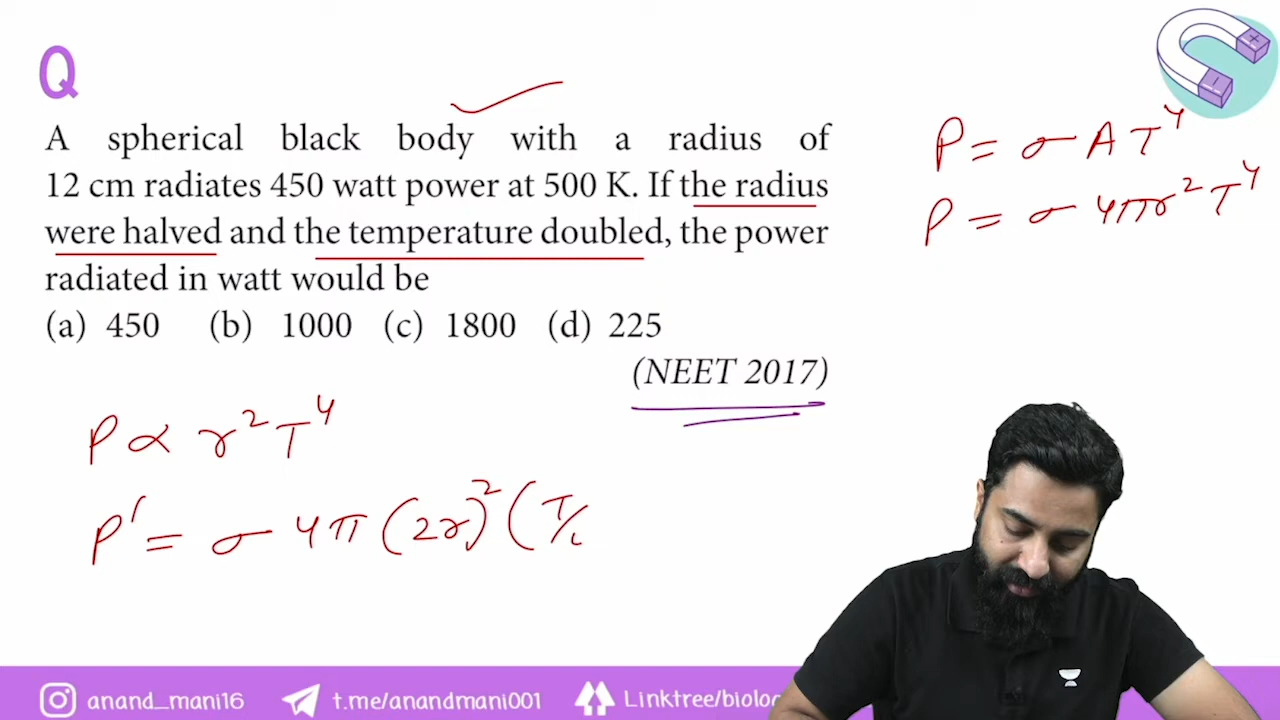 Q
A spherical black body with a radius of
12 cm radiates 450 watt power at 500 K. If the radius
were halved and the temperature doubled, the power
radiated in watt would be
(a) 450 (b) 1000 (c) 1800 (d) 225
(NEET 2017)
P = σ A T⁴
P = σ 4πr² T⁴
P ∝ r² T⁴
P' = σ 4π (2r)² (T/
anand_mani16
t.me/anandmani001
Linktree/biolo